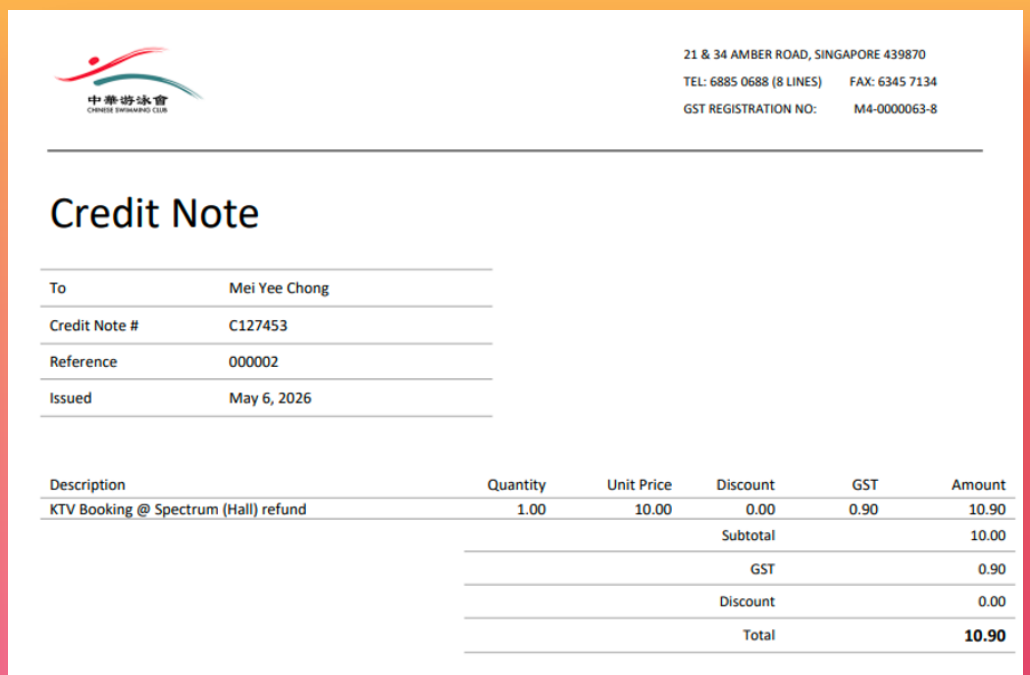 中華游泳會
CHINESE SWIMMING CLUB
21 & 34 AMBER ROAD, SINGAPORE 439870
TEL: 6885 0688 (8 LINES) FAX: 6345 7134
GST REGISTRATION NO: M4-0000063-8
Credit Note
To Mei Yee Chong
Credit Note # C127453
Reference 000002
Issued May 6, 2026
Description Quantity Unit Price Discount GST Amount
KTV Booking @ Spectrum (Hall) refund 1.00 10.00 0.00 0.90 10.90
Subtotal 10.00
GST 0.90
Discount 0.00
Total 10.90